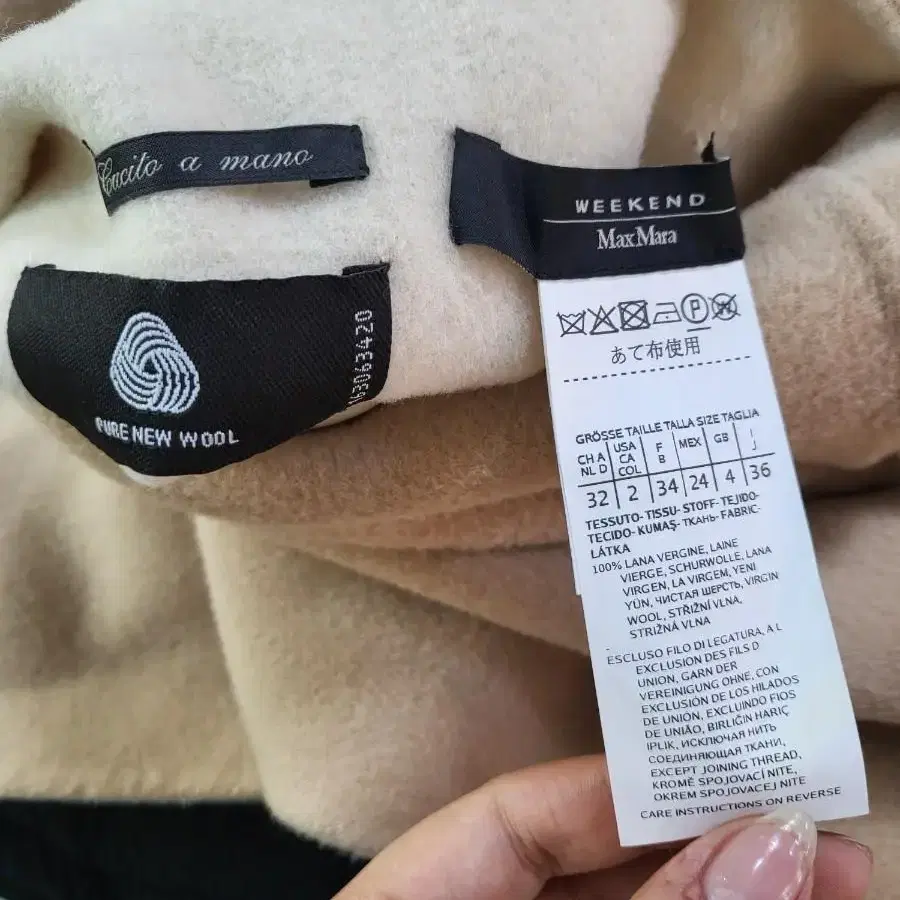 Cucito a mano
PURE NEW WOOL
WEEKEND
MaxMara
P
あて布使用
GRÖSSE TAILLE TALLA SIZE TAGLIA
CH A NL D
USA CA COL
F B
MEX
GB
I J
32 2 34 24 4 36
TESSUTO- TISSU- STOFF- TEJIDO-
TECIDO- KUMAŞ- ТКАНЬ- FABRIC-
LÁTKA
100% LANA VERGINE, LAINE
VIERGE, SCHURWOLLE, LANA
VIRGEN, LA VIRGEM, YENI
YÜN, ЧИСТАЯ ШЕРСТЬ, VIRGIN
WOOL, STŘIŽNÍ VLNA,
STRIŽNÁ VLNA
ESCLUSO FILO DI LEGATURA, A L
EXCLUSION DES FILS D
UNION, GARN DER
VEREINIGUNG OHNE, CON
EXCLUSIÓN DE LOS HILADOS
DE UNIÓN, EXCLUINDO FIOS
DE UNIÃO, BIRLIĞIN HARIÇ
IPLIK, ИСКЛЮЧАЯ НИТЬ
СОЕДИНЯЮЩАЯ ТКАНИ,
EXCEPT JOINING THREAD,
KROMĚ SPOJOVACÍ NITE,
OKREM SPOJOVACEJ NITE
CARE INSTRUCTIONS ON REVERSE